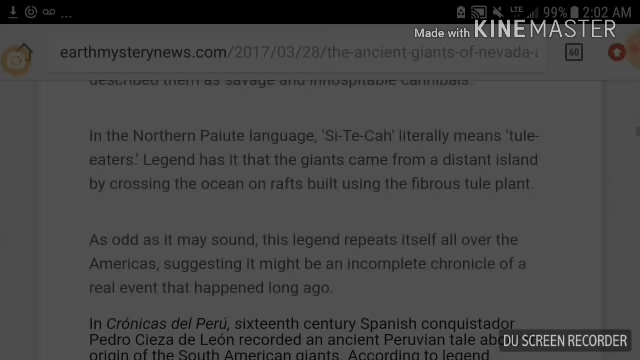 LTE 99% 2:02 AM
Made with KINEMASTER
earthmysterynews.com/2017/03/28/the-ancient-giants-of-nevada-
60
described them as savage and inhospitable cannibals.
In the Northern Paiute language, 'Si-Te-Cah' literally means 'tule-
eaters.' Legend has it that the giants came from a distant island
by crossing the ocean on rafts built using the fibrous tule plant.
As odd as it may sound, this legend repeats itself all over the
Americas, suggesting it might be an incomplete chronicle of a
real event that happened long ago.
In Crónicas del Perú, sixteenth century Spanish conquistador
Pedro Cieza de León recorded an ancient Peruvian tale
DU SCREEN RECORDER
origin of the South American giants. According to legend